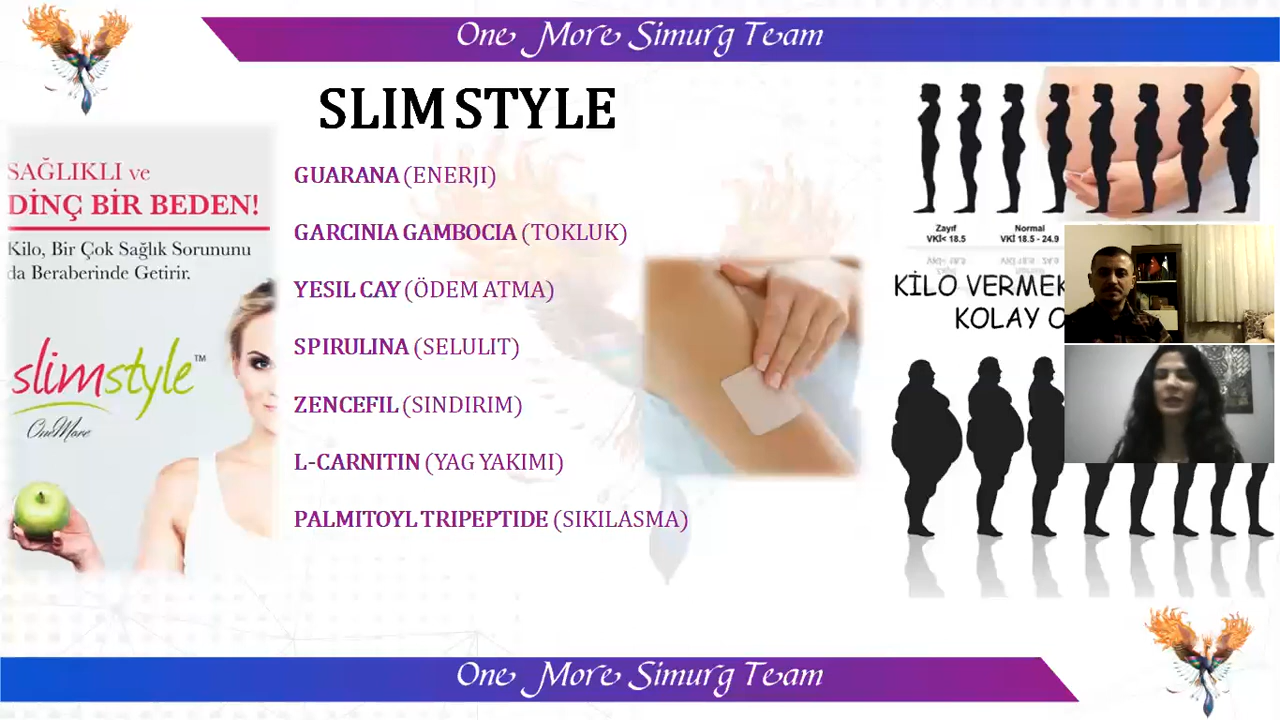 One More Simurg Team
SLIM STYLE
SAĞLIKLI ve
DİNÇ BİR BEDEN!
Kilo, Bir Çok Sağlık Sorununu
da Beraberinde Getirir.
slimstyle™
OneMore
GUARANA (ENERJI)
GARCINIA GAMBOCIA (TOKLUK)
YESIL CAY (ÖDEM ATMA)
SPIRULINA (SELULIT)
ZENCEFIL (SINDIRIM)
L-CARNITIN (YAG YAKIMI)
PALMITOYL TRIPEPTIDE (SIKILASMA)
Zayıf Normal
VKİ< 18.5 VKİ 18.5 - 24.9
KİLO VERMEK
KOLAY O
One More Simurg Team